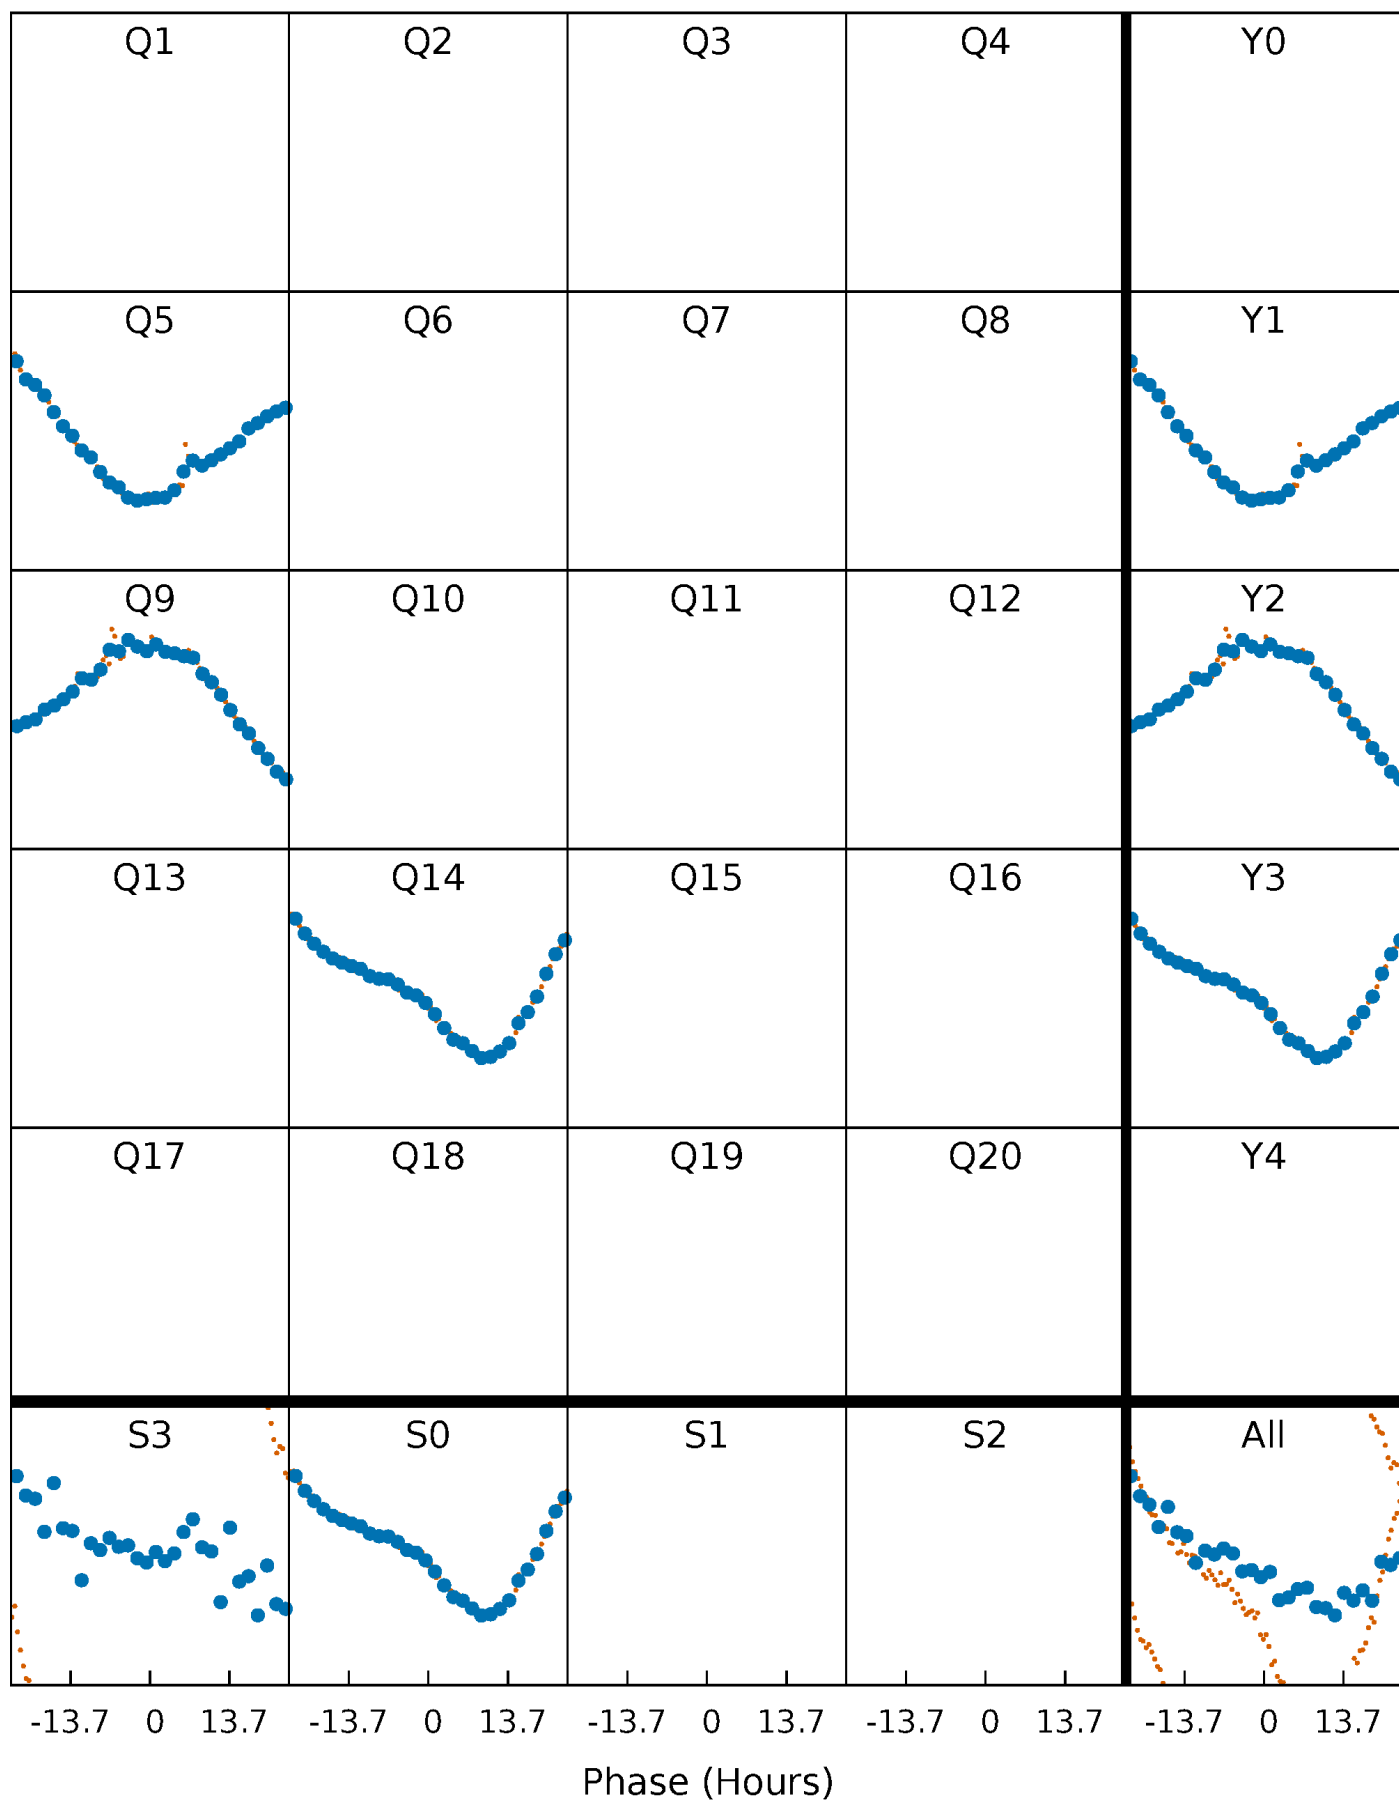 Q1 Q2 Q3 Q4 Y0
Q5 Q6 Q7 Q8 Y1
Q9 Q10 Q11 Q12 Y2
Q13 Q14 Q15 Q16 Y3
Q17 Q18 Q19 Q20 Y4
S3 S0 S1 S2 All
-13.7 0 13.7 -13.7 0 13.7 -13.7 0 13.7 -13.7 0 13.7 -13.7 0 13.7
Phase (Hours)